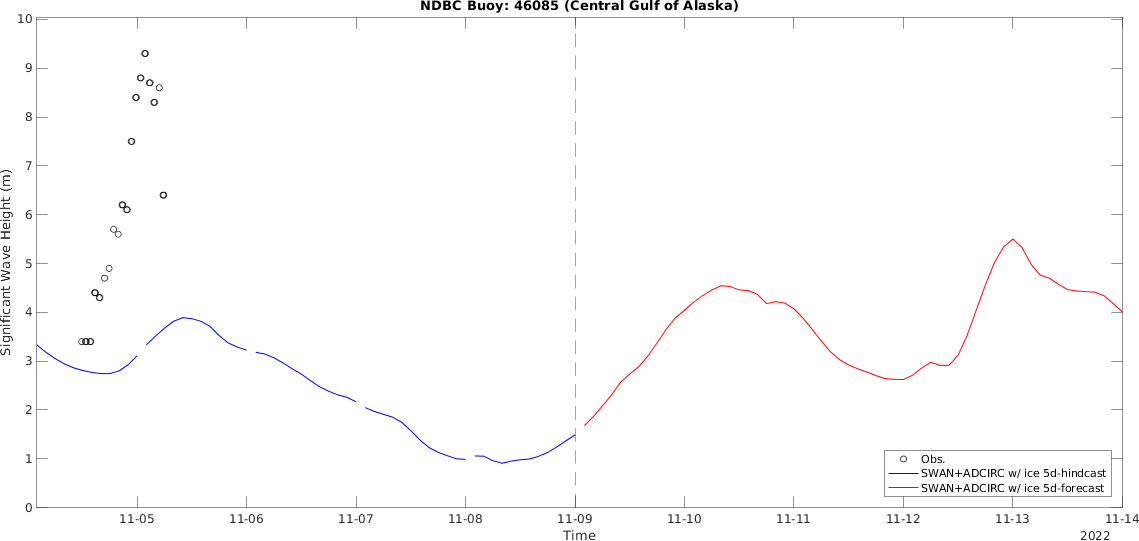 NDBC Buoy: 46085 (Central Gulf of Alaska)
10
9
8
7
6
5
4
3
2
1
0
Significant Wave Height (m)
Obs.
SWAN+ADCIRC w/ ice 5d-hindcast
SWAN+ADCIRC w/ ice 5d-forecast
11-05 11-06 11-07 11-08 11-09 11-10 11-11 11-12 11-13 11-14
Time
2022